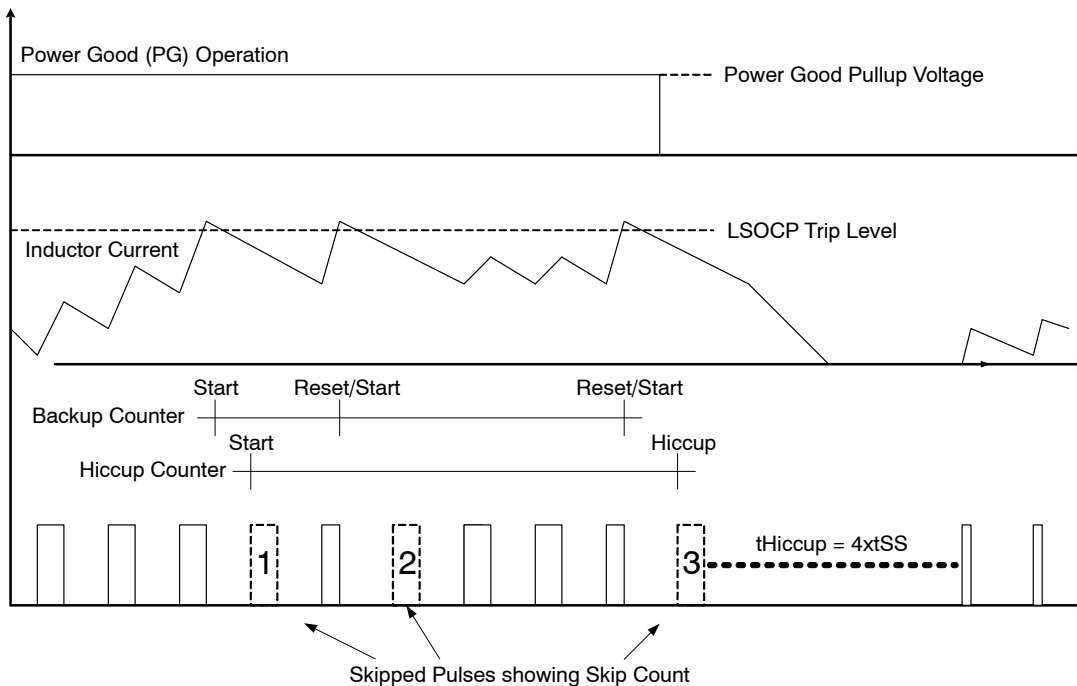 Power Good (PG) Operation
Power Good Pullup Voltage
LSOCP Trip Level
Inductor Current
Start
Reset/Start
Reset/Start
Backup Counter
Start
Hiccup
Hiccup Counter
1
2
3
tHiccup = 4xtSS
Skipped Pulses showing Skip Count